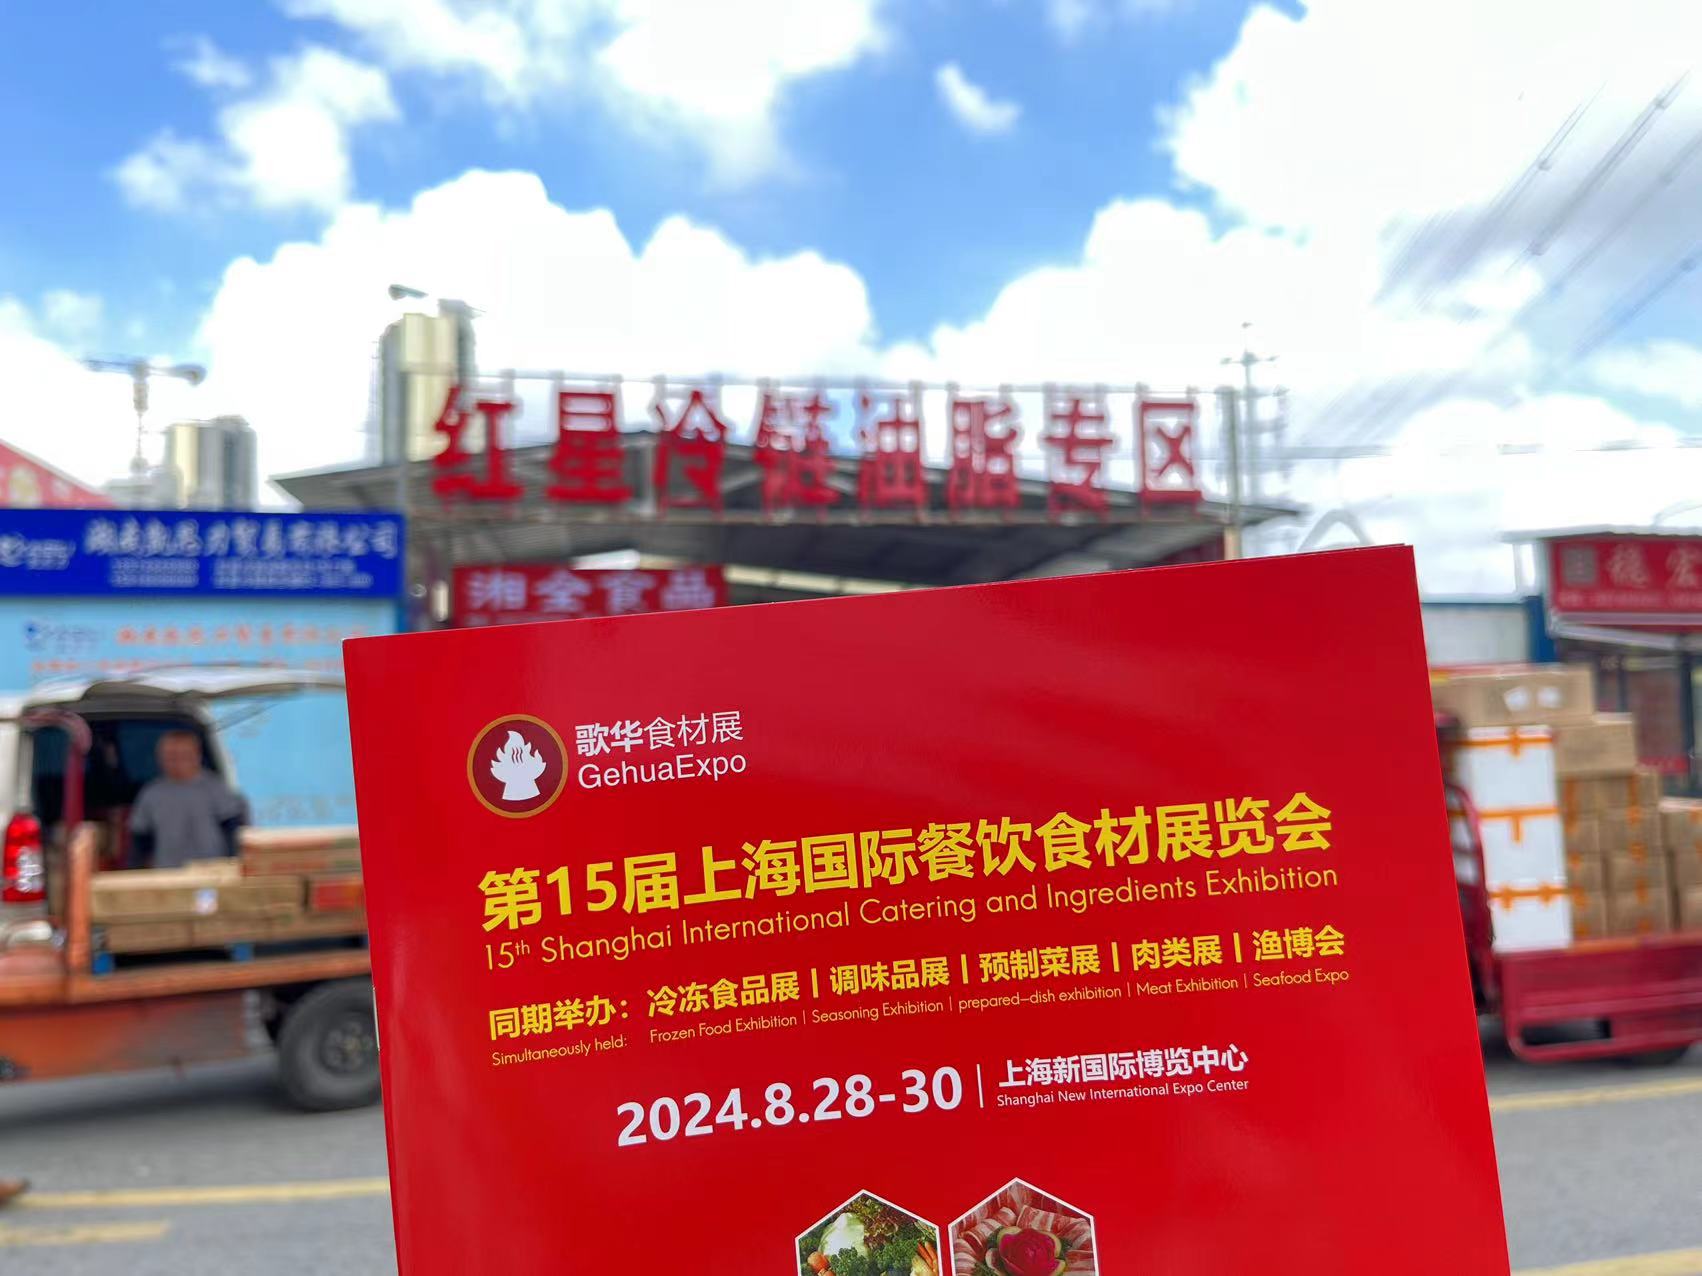 红星冷链油脂专区
湘全食品
歌华食材展
GehuaExpo
第15届上海国际餐饮食材展览会
15th Shanghai International Catering and Ingredients Exhibition
同期举办：冷冻食品展 | 调味品展 | 预制菜展 | 肉类展 | 渔博会
Simultaneously held: Frozen Food Exhibition | Seasoning Exhibition | prepared-dish exhibition | Meat Exhibition | Seafood Expo
2024.8.28-30 | 上海新国际博览中心
Shanghai New International Expo Center